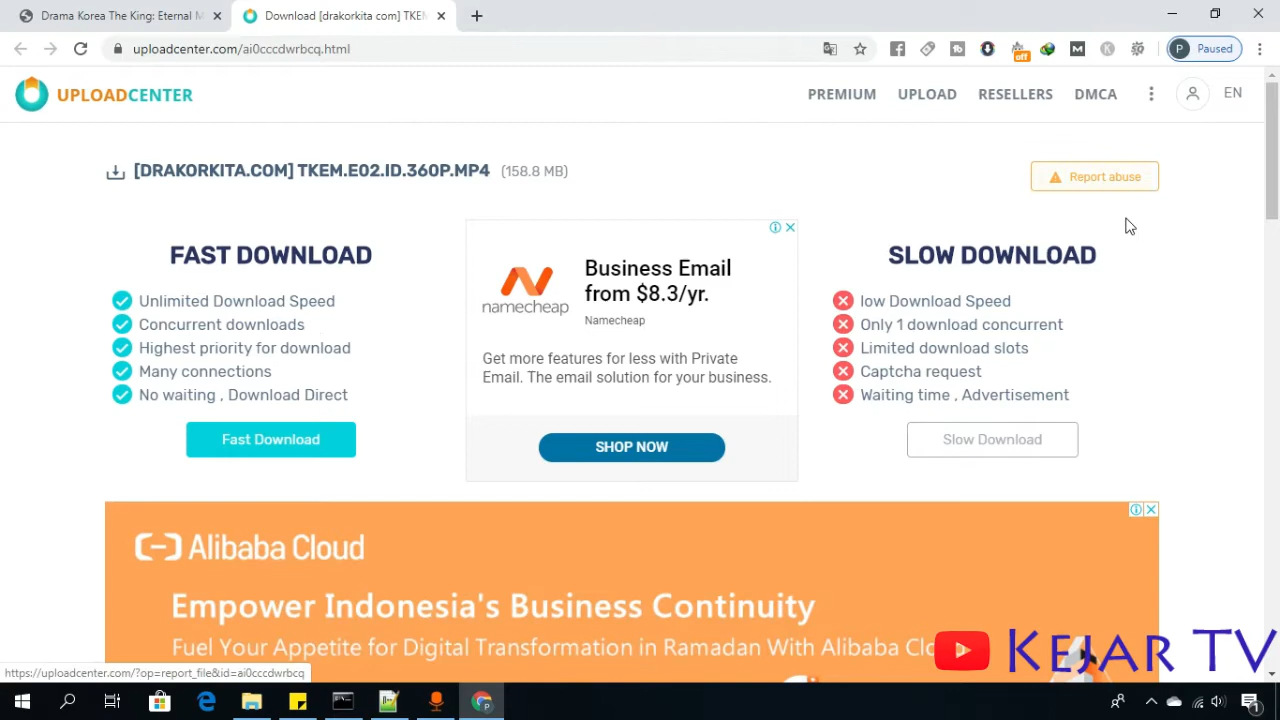 Drama Korea The King: Eternal M
Download [drakorkita com] TKEM
uploadcenter.com/ai0cccdwrbcq.html
off
P Paused
UPLOADCENTER
PREMIUM UPLOAD RESELLERS DMCA EN
[DRAKORKITA.COM] TKEM.E02.ID.360P.MP4 (158.8 MB)
Report abuse
FAST DOWNLOAD
Unlimited Download Speed
Concurrent downloads
Highest priority for download
Many connections
No waiting , Download Direct
Fast Download
namecheap
Business Email
from $8.3/yr.
Namecheap
Get more features for less with Private
Email. The email solution for your business.
SHOP NOW
SLOW DOWNLOAD
low Download Speed
Only 1 download concurrent
Limited download slots
Captcha request
Waiting time , Advertisement
Slow Download
Alibaba Cloud
Empower Indonesia's Business Continuity
Fuel Your Appetite for Digital Transformation in Ramadan With Alibaba
Kejar TV
https://uploadcenter.com/?op=report_file&id=ai0cccdwrbcq